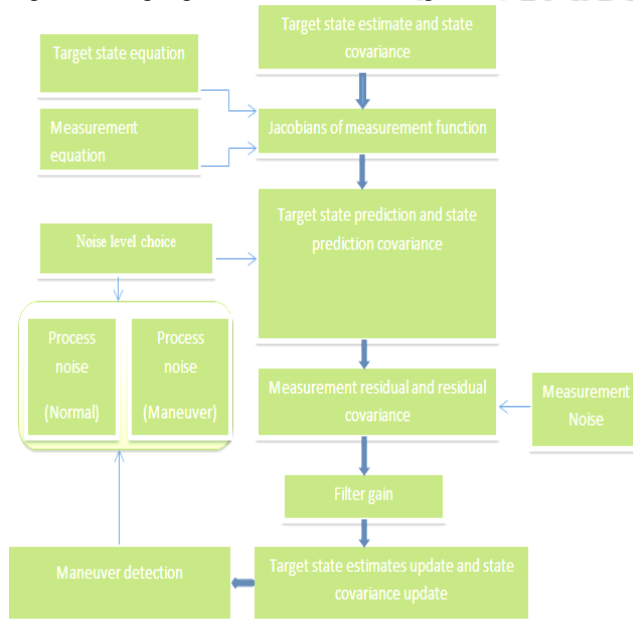 Target state estimate and state
covariance
Target state equation
Measurement
equation
Jacobians of measurement function
Target state prediction and state
prediction covariance
Noise level choice
Process
noise
(Normal)
Process
noise
(Maneuver)
Measurement residual and residual
covariance
Measurement
Noise
Filter gain
Maneuver detection
Target state estimates update and state
covariance update